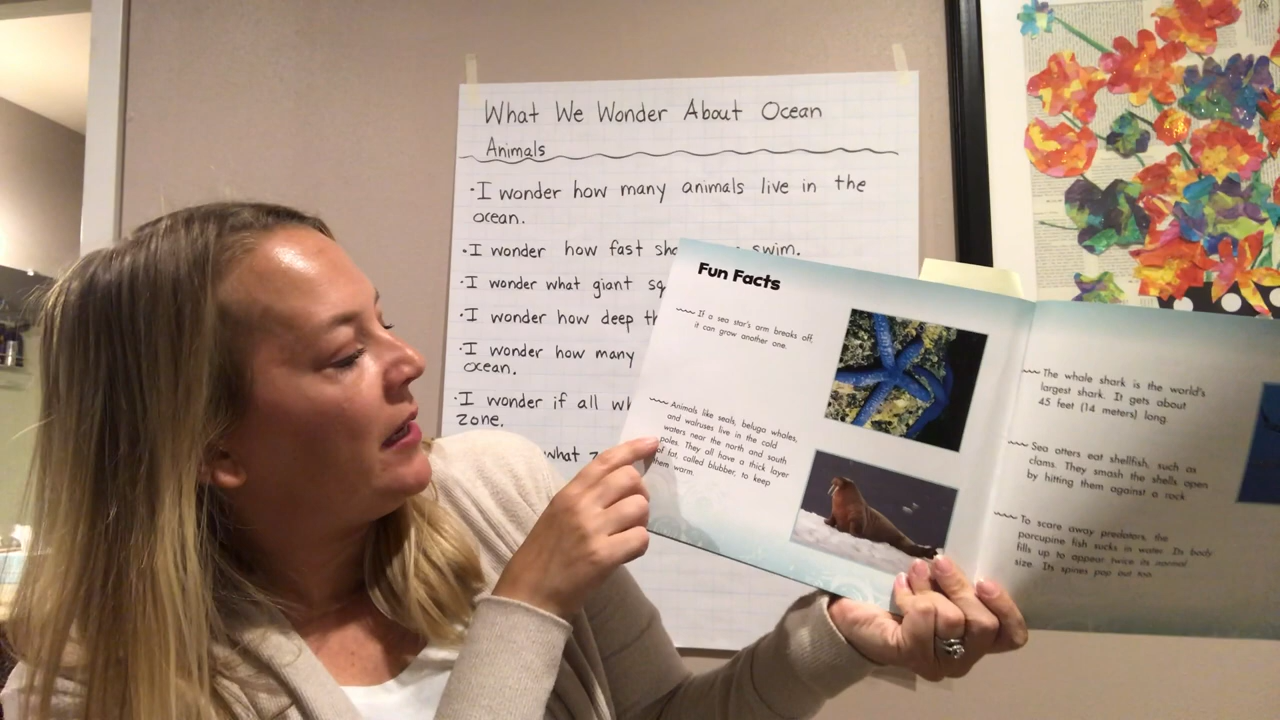 What We Wonder About Ocean
Animals
·I wonder how many animals live in the
ocean.
·I wonder how fast sha swim.
·I wonder what giant sq
·I wonder how deep th
·I wonder how many
ocean.
·I wonder if all wh
zone.
what z
Fun Facts
If a sea star's arm breaks off,
it can grow another one.
Animals like seals, beluga whales,
and walruses live in the cold
waters near the north and south
poles. They all have a thick layer
of fat, called blubber, to keep
them warm.
The whale shark is the world's
largest shark. It gets about
45 feet (14 meters) long.
Sea otters eat shellfish, such as
clams. They smash the shells open
by hitting them against a rock.
To scare away predators, the
porcupine fish sucks in water. Its body
fills up to appear twice its normal
size. Its spines pop out too.